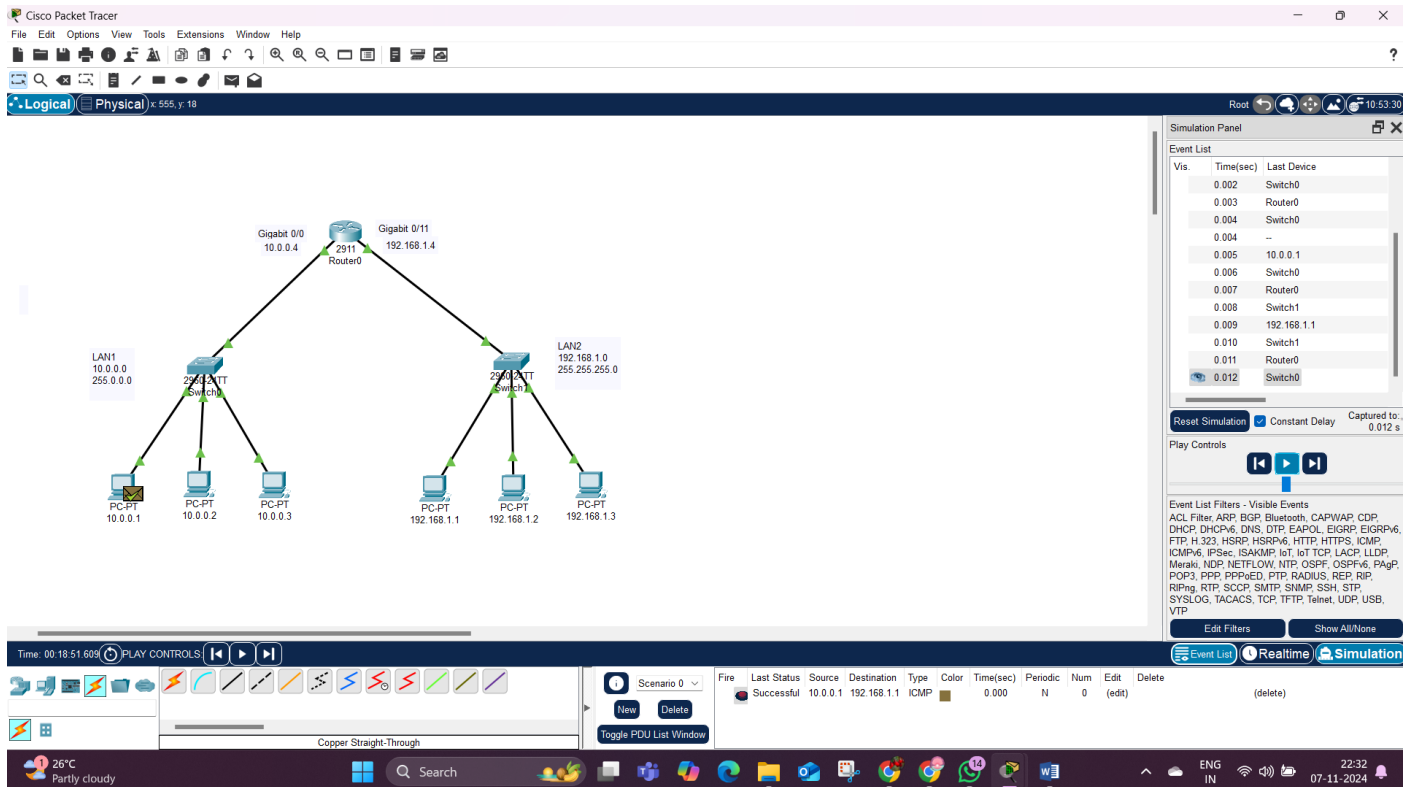 Cisco Packet Tracer
File Edit Options View Tools Extensions Window Help
?
Logical Physical x: 555, y: 18 Root 10:53:30
Simulation Panel
Event List
Vis. Time(sec) Last Device
0.002 Switch0
0.003 Router0
0.004 Switch0
0.004 --
0.005 10.0.0.1
0.006 Switch0
0.007 Router0
0.008 Switch1
0.009 192.168.1.1
0.010 Switch1
0.011 Router0
0.012 Switch0
Reset Simulation Constant Delay Captured to:
0.012 s
Play Controls
Event List Filters - Visible Events
ACL Filter, ARP, BGP, Bluetooth, CAPWAP, CDP,
DHCP, DHCPv6, DNS, DTP, EAPOL, EIGRP, EIGRPv6,
FTP, H.323, HSRP, HSRPv6, HTTP, HTTPS, ICMP,
ICMPv6, IPSec, ISAKMP, IoT, IoT TCP, LACP, LLDP,
Meraki, NDP, NETFLOW, NTP, OSPF, OSPFv6, PAgP,
POP3, PPP, PPPoED, PTP, RADIUS, REP, RIP,
RIPng, RTP, SCCP, SMTP, SNMP, SSH, STP,
SYSLOG, TACACS, TCP, TFTP, Telnet, UDP, USB,
VTP
Edit Filters Show All/None
Gigabit 0/0
10.0.0.4
Gigabit 0/11
192.168.1.4
2911
Router0
LAN1
10.0.0.0
255.0.0.0
2960-24TT
Switch0
LAN2
192.168.1.0
255.255.255.0
2960-24TT
Switch1
PC-PT
10.0.0.1
PC-PT
10.0.0.2
PC-PT
10.0.0.3
PC-PT
192.168.1.1
PC-PT
192.168.1.2
PC-PT
192.168.1.3
Time: 00:18:51.609 PLAY CONTROLS: Event List Realtime Simulation
Copper Straight-Through
Scenario 0
New Delete
Toggle PDU List Window
Fire Last Status Source Destination Type Color Time(sec) Periodic Num Edit Delete
Successful 10.0.0.1 192.168.1.1 ICMP 0.000 N 0 (edit) (delete)
1
26°C
Partly cloudy
Search
14
ENG
IN
22:32
07-11-2024